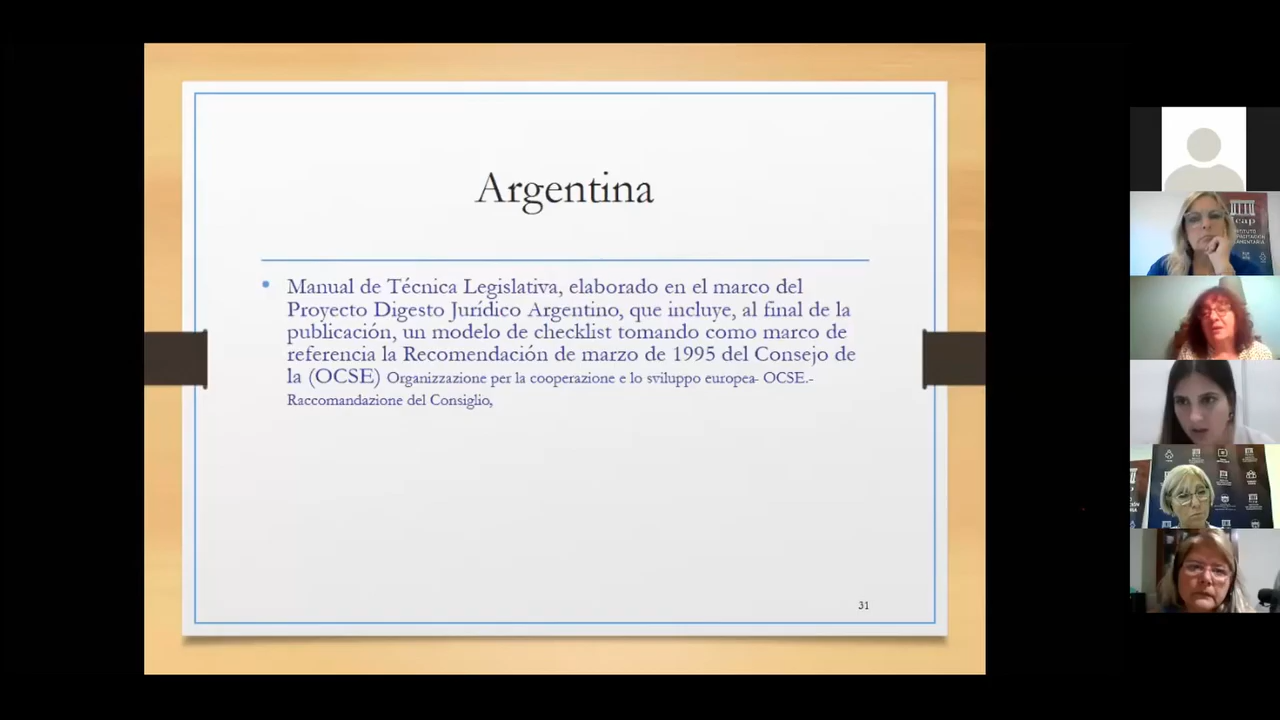 Argentina
Manual de Técnica Legislativa, elaborado en el marco del
Proyecto Digesto Jurídico Argentino, que incluye, al final de la
publicación, un modelo de checklist tomando como marco de
referencia la Recomendación de marzo de 1995 del Consejo de
la (OCSE) Organizzazione per la cooperazione e lo sviluppo europea- OCSE.-
Raccomandazione del Consiglio,
31
cap